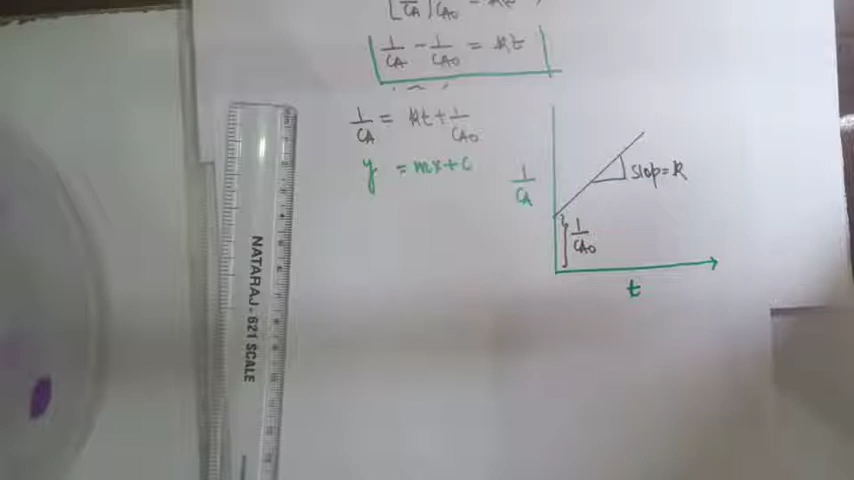 1/CA - 1/CA0 = kt
1/CA = kt + 1/CA0
y = mx + c
1/CA
slop = k
1/CA0
t
NATARAJ - 621 SCALE